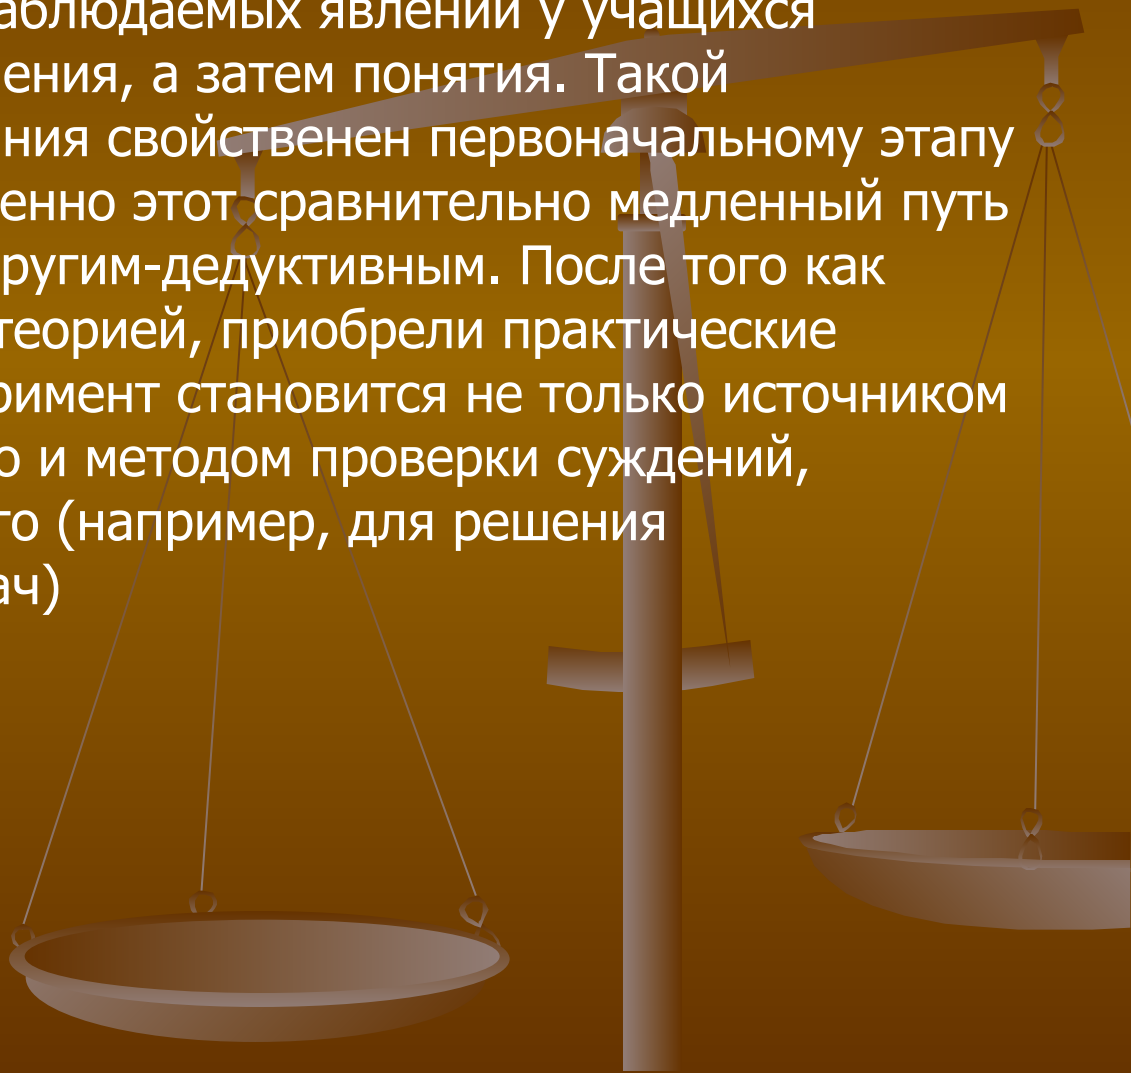 аблюдаемых явлений у учащихся
ения, а затем понятия. Такой
ния свойственен первоначальному этапу
енно этот сравнительно медленный путь
ругим-дедуктивным. После того как
теорией, приобрели практические
римент становится не только источником
о и методом проверки суждений,
го (например, для решения
ач)